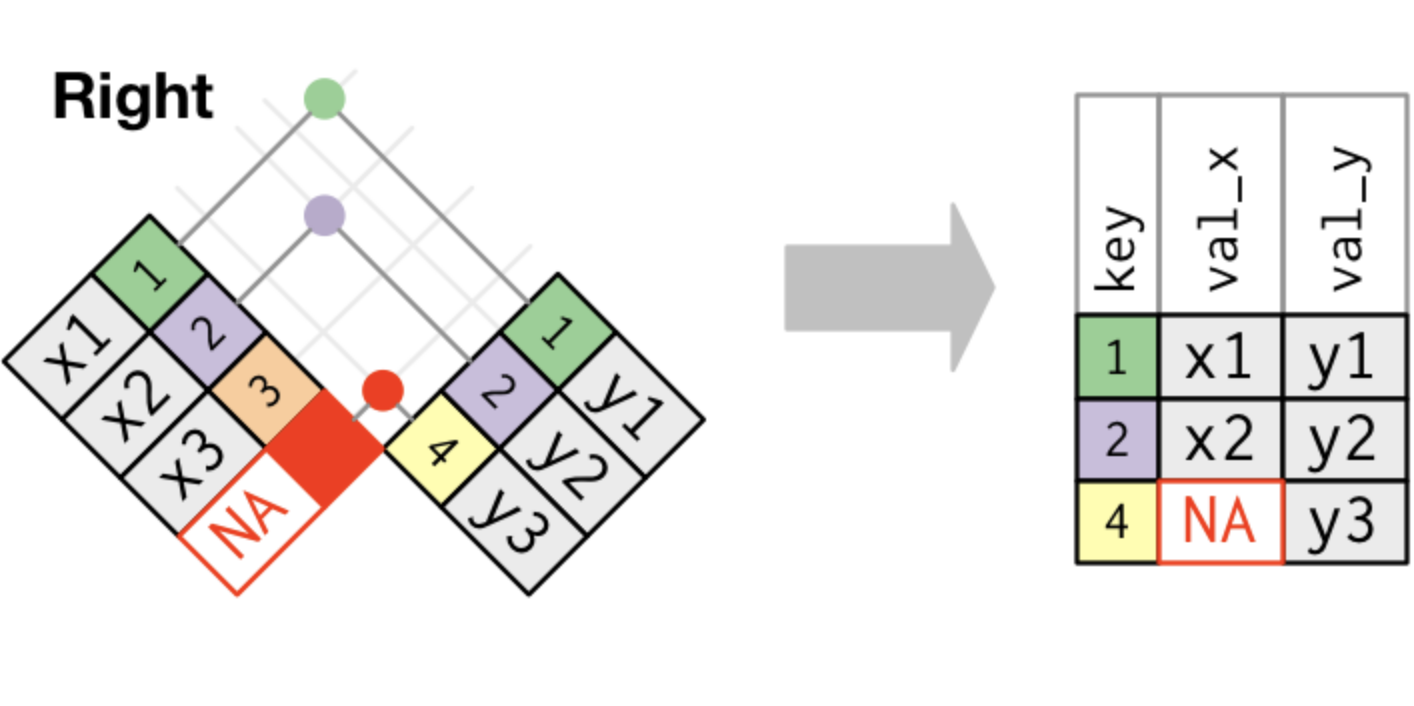 Right
1
x1
2
x2
3
x3
NA
1
y1
2
y2
4
y3
key val_x val_y
1 x1 y1
2 x2 y2
4 NA y3